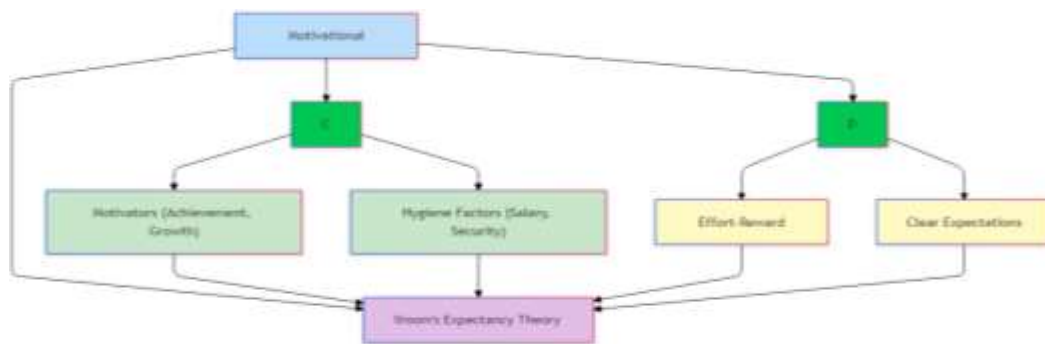 Motivational
C
D
Motivators (Achievement,
Growth)
Hygiene Factors (Salary,
Security)
Effort-Reward
Clear Expectations
Vroom's Expectancy Theory